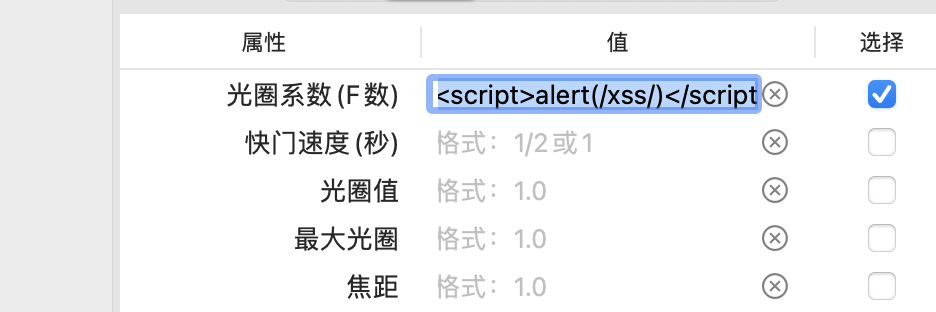 属性 值 选择
光圈系数(F数) <script>alert(/xss/)</script
快门速度(秒) 格式：1/2或1
光圈值 格式：1.0
最大光圈 格式：1.0
焦距 格式：1.0